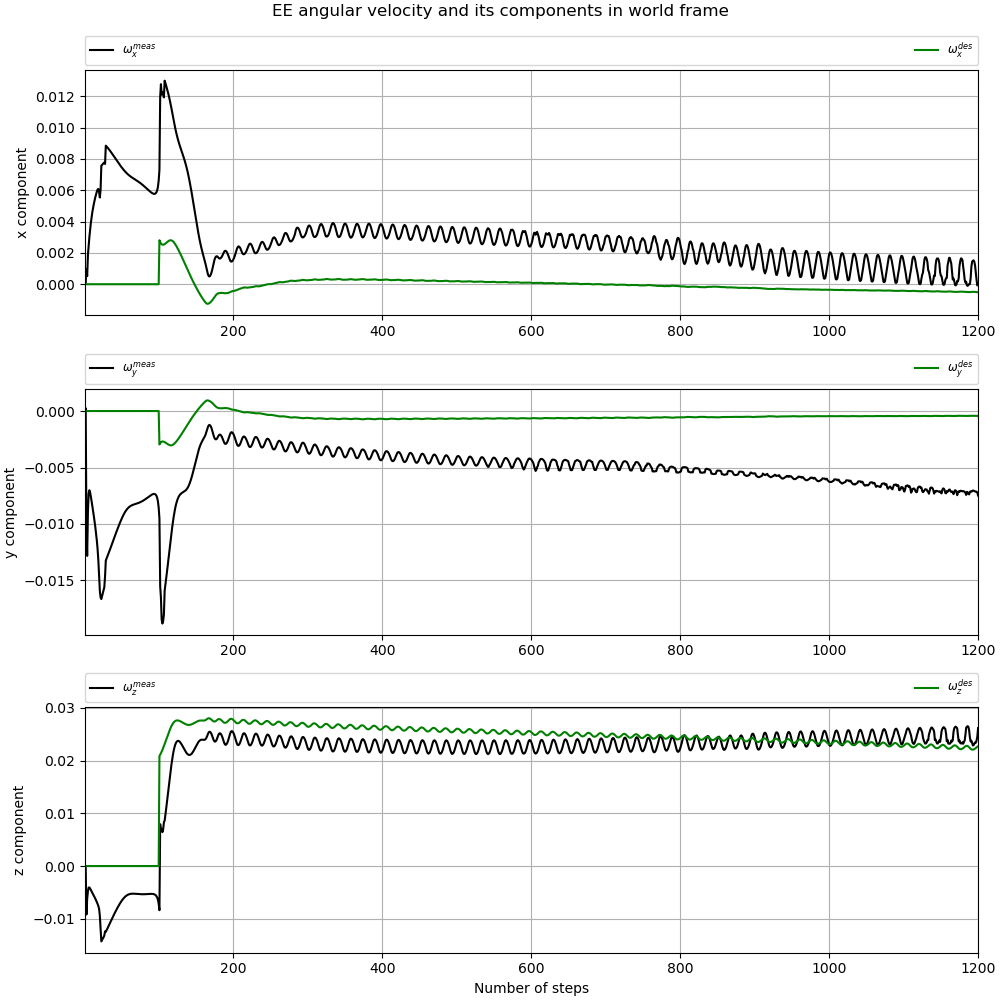 EE angular velocity and its components in world frame
ω_x^meas ω_x^des
x component
0.012
0.010
0.008
0.006
0.004
0.002
0.000
200 400 600 800 1000 1200
ω_y^meas ω_y^des
y component
0.000
−0.005
−0.010
−0.015
200 400 600 800 1000 1200
ω_z^meas ω_z^des
z component
0.03
0.02
0.01
0.00
−0.01
200 400 600 800 1000 1200
Number of steps